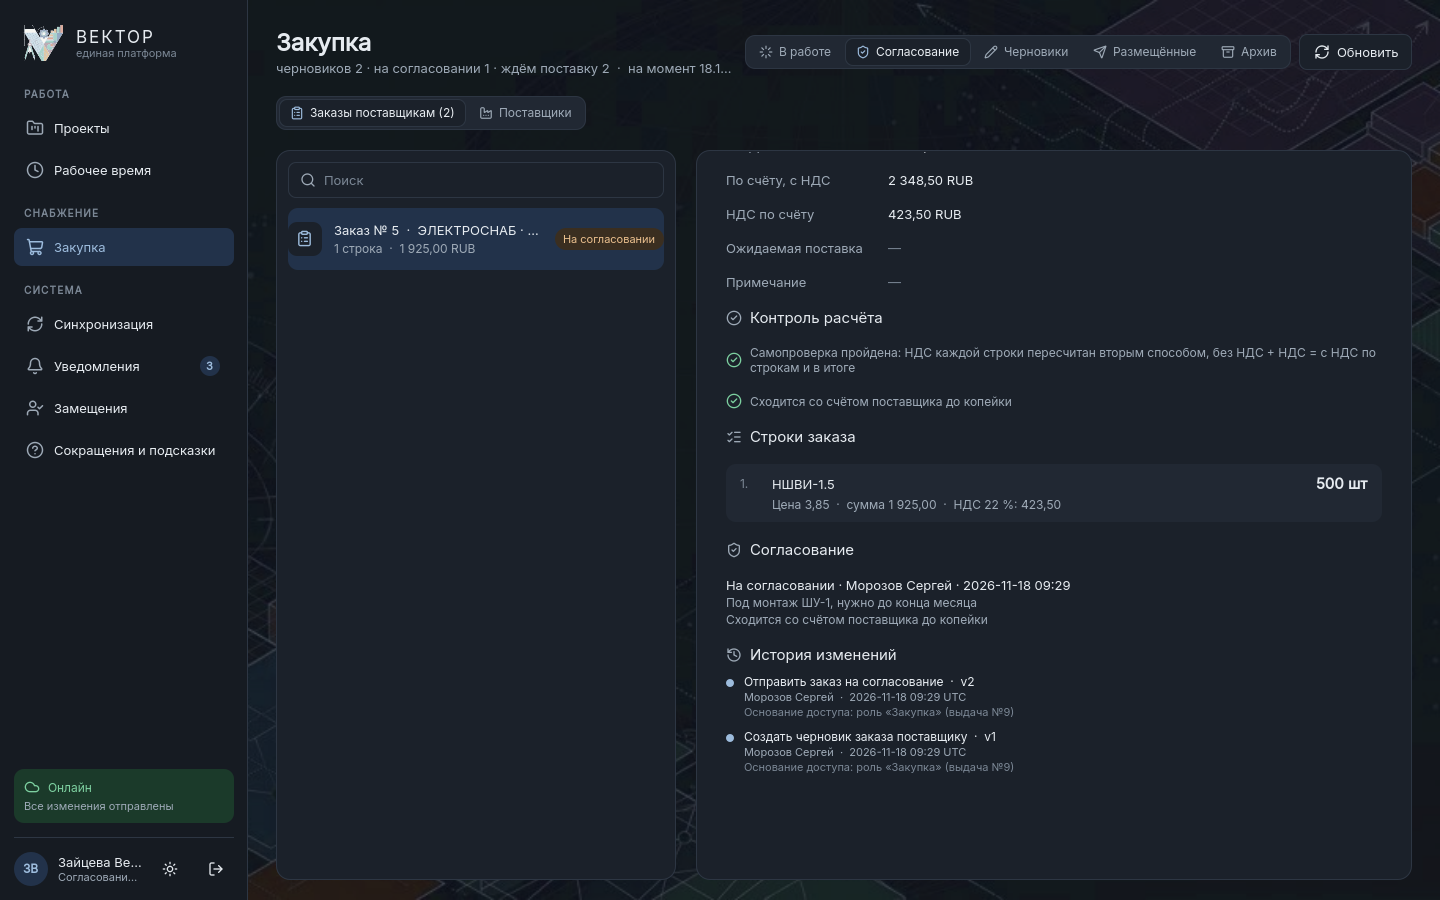 ВЕКТОР
единая платформа
РАБОТА
Проекты
Рабочее время
СНАБЖЕНИЕ
Закупка
СИСТЕМА
Синхронизация
Уведомления 3
Замещения
Сокращения и подсказки
Онлайн
Все изменения отправлены
ЗВ
Зайцева Ве...
Согласовани...
Закупка
черновиков 2 · на согласовании 1 · ждём поставку 2 · на момент 18.1...
В работе
Согласование
Черновики
Размещённые
Архив
Обновить
Заказы поставщикам (2)
Поставщики
Поиск
Заказ № 5 · ЭЛЕКТРОСНАБ · ...
1 строка · 1 925,00 RUB
На согласовании
По счёту, с НДС 2 348,50 RUB
НДС по счёту 423,50 RUB
Ожидаемая поставка —
Примечание —
Контроль расчёта
Самопроверка пройдена: НДС каждой строки пересчитан вторым способом, без НДС + НДС = с НДС по
строкам и в итоге
Сходится со счётом поставщика до копейки
Строки заказа
1. НШВИ-1.5 500 шт
Цена 3,85 · сумма 1 925,00 · НДС 22 %: 423,50
Согласование
На согласовании · Морозов Сергей · 2026-11-18 09:29
Под монтаж ШУ-1, нужно до конца месяца
Сходится со счётом поставщика до копейки
История изменений
Отправить заказ на согласование · v2
Морозов Сергей · 2026-11-18 09:29 UTC
Основание доступа: роль «Закупка» (выдача №9)
Создать черновик заказа поставщику · v1
Морозов Сергей · 2026-11-18 09:29 UTC
Основание доступа: роль «Закупка» (выдача №9)